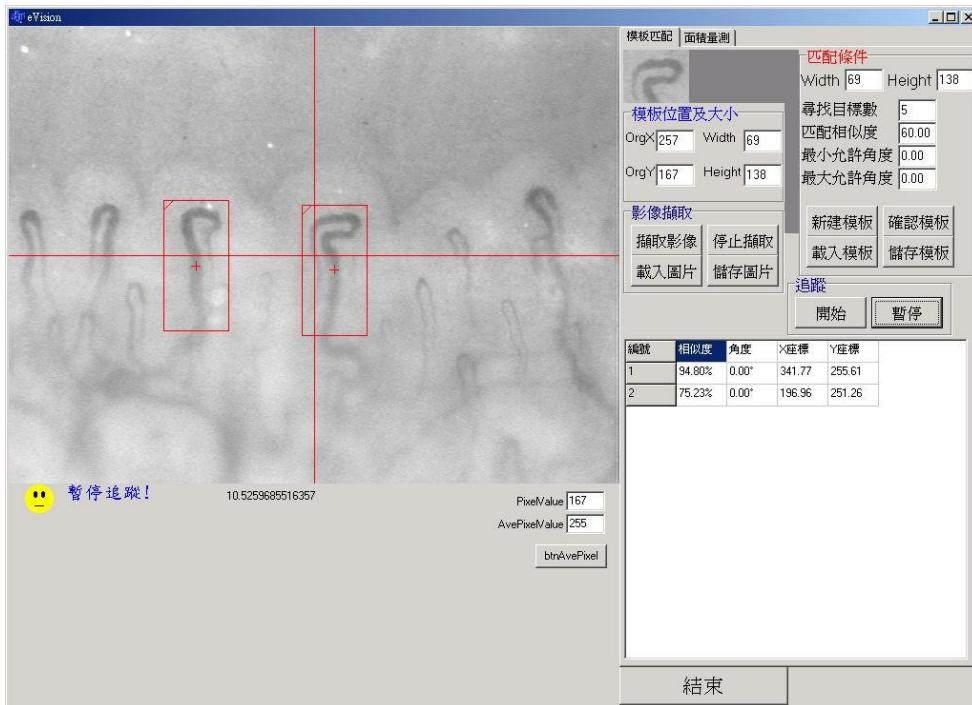 eVision
模板匹配 面積量測
匹配條件
Width 69 Height 138
尋找目標數 5
匹配相似度 60.00
最小允許角度 0.00
最大允許角度 0.00
模板位置及大小
OrgX 257 Width 69
OrgY 167 Height 138
影像擷取
擷取影像 停止擷取
載入圖片 儲存圖片
新建模板 確認模板
載入模板 儲存模板
追蹤
開始 暫停
編號 相似度 角度 X座標 Y座標
1 94.80% 0.00° 341.77 255.61
2 75.23% 0.00° 196.96 251.26
暫停追蹤!
10.5259685516357
PixelValue 167
AvePixelValue 255
btnAvePixel
結束